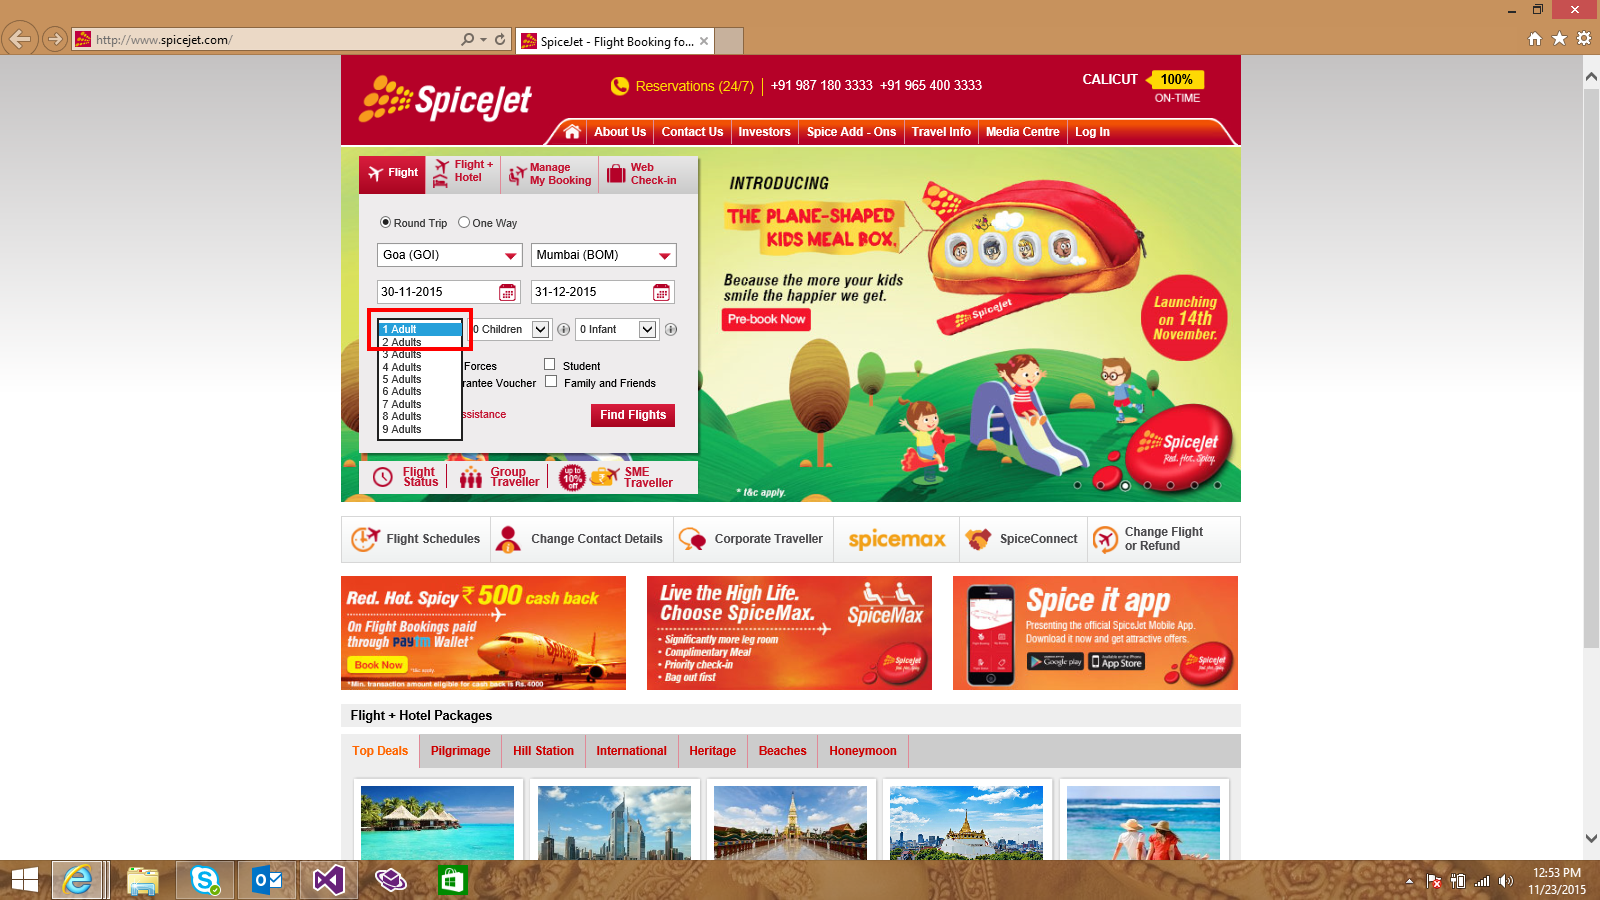 http://www.spicejet.com/
SpiceJet - Flight Booking fo...
SpiceJet
Reservations (24/7) +91 987 180 3333 +91 965 400 3333
CALICUT 100%
ON-TIME
About Us Contact Us Investors Spice Add - Ons Travel Info Media Centre Log In
Flight
Flight +
Hotel
Manage
My Booking
Web
Check-in
Round Trip One Way
Goa (GOI) Mumbai (BOM)
30-11-2015 31-12-2015
1 Adult 0 Children 0 Infant
2 Adults
3 Adults
4 Adults
5 Adults
6 Adults
7 Adults
8 Adults
9 Adults
Forces Student
rantee Voucher Family and Friends
ssistance Find Flights
Flight
Status
Group
Traveller
up to
10%
off
SME
Traveller
INTRODUCING
THE PLANE-SHAPED
KIDS MEAL BOX.
Because the more your kids
smile the happier we get.
Pre-book Now
SpiceJet
Launching
on 14th
November.
SpiceJet
Red. Hot. Spicy.
* t&c apply.
Flight Schedules Change Contact Details Corporate Traveller spicemax SpiceConnect Change Flight
or Refund
Red. Hot. Spicy ₹ 500 cash back
On Flight Bookings paid
through paytm Wallet*
Book Now
*Min. transaction amount eligible for cash back is Rs. 4000
Live the High Life.
Choose SpiceMax.
• Significantly more leg room
• Complimentary Meal
• Priority check-in
• Bag out first
SpiceMax
SpiceJet
Spice it app
Presenting the official SpiceJet Mobile App.
Download it now and get attractive offers.
Google play
App Store
SpiceJet
Flight + Hotel Packages
Top Deals Pilgrimage Hill Station International Heritage Beaches Honeymoon
12:53 PM
11/23/2015